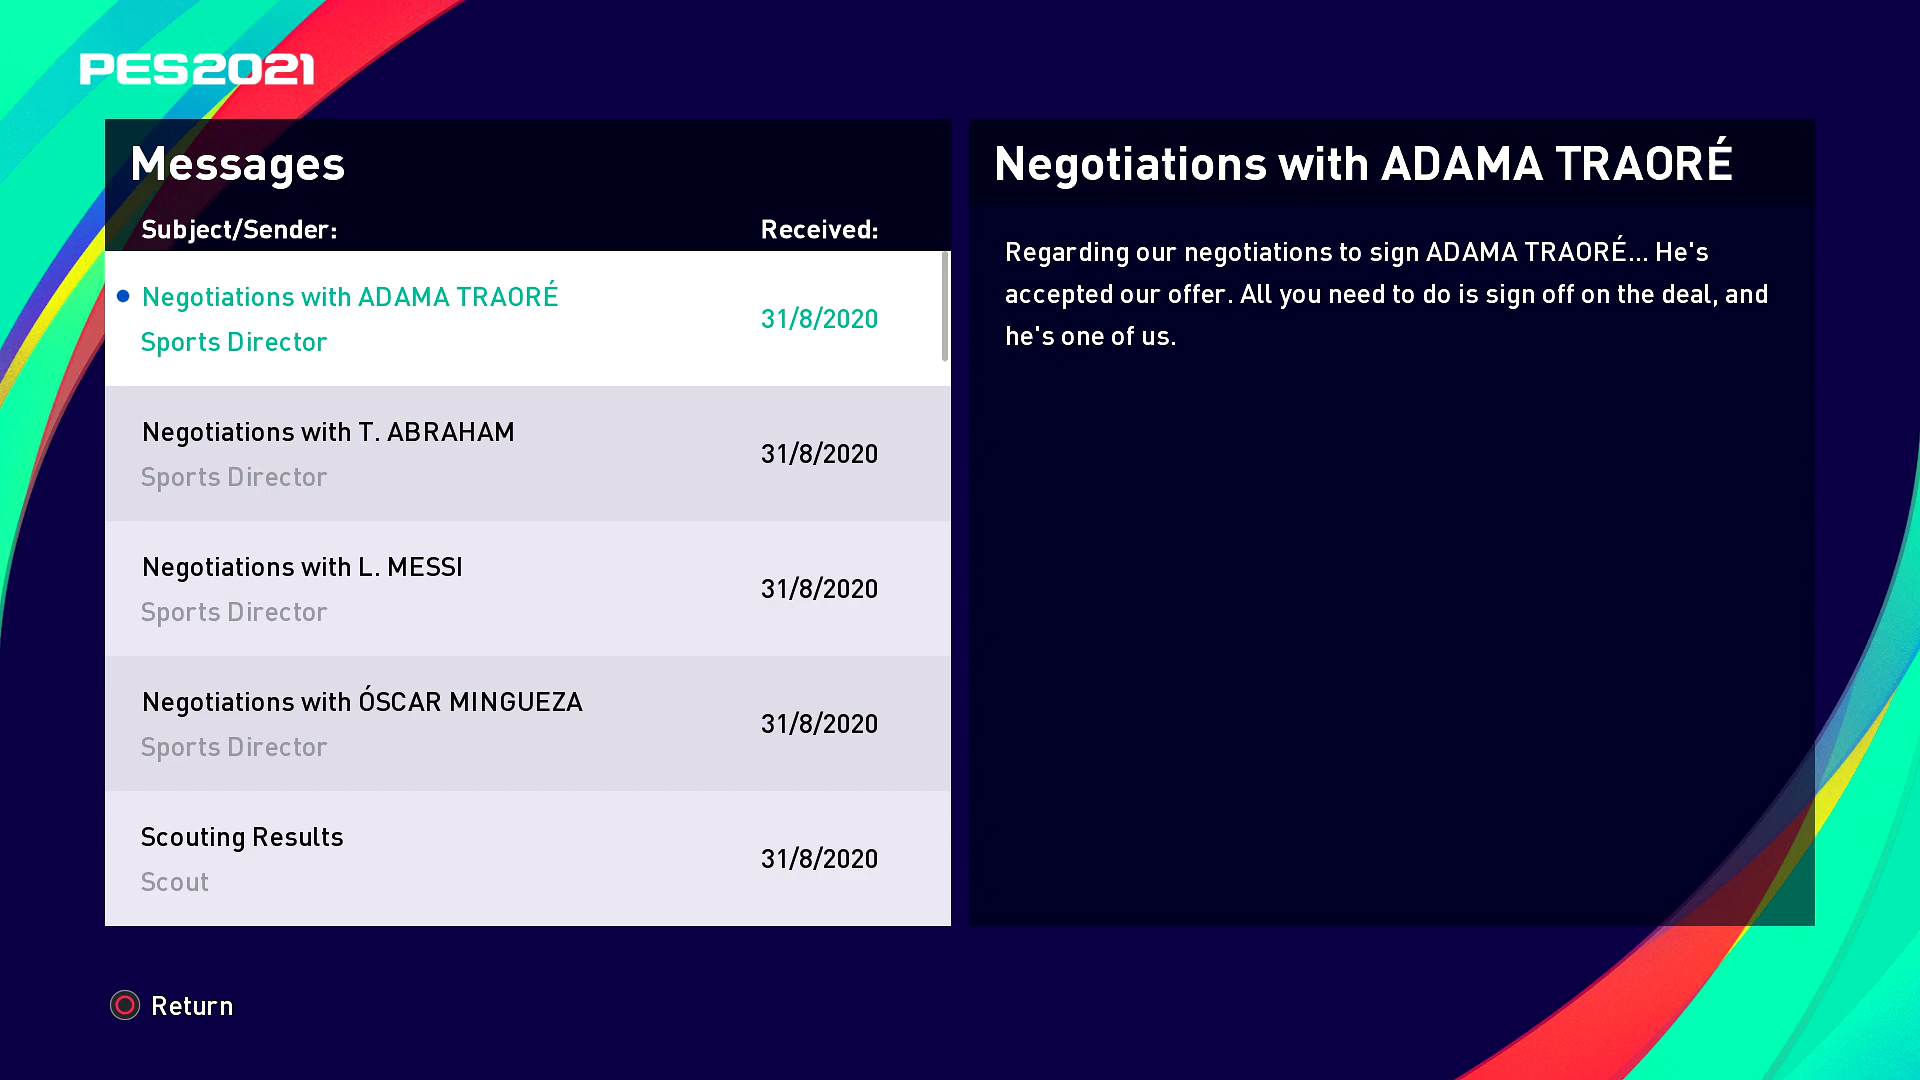 PES2021
Messages
Subject/Sender: Received:
Negotiations with ADAMA TRAORÉ
Sports Director
31/8/2020
Negotiations with T. ABRAHAM
Sports Director
31/8/2020
Negotiations with L. MESSI
Sports Director
31/8/2020
Negotiations with ÓSCAR MINGUEZA
Sports Director
31/8/2020
Scouting Results
Scout
31/8/2020
Negotiations with ADAMA TRAORÉ
Regarding our negotiations to sign ADAMA TRAORÉ... He's
accepted our offer. All you need to do is sign off on the deal, and
he's one of us.
Return